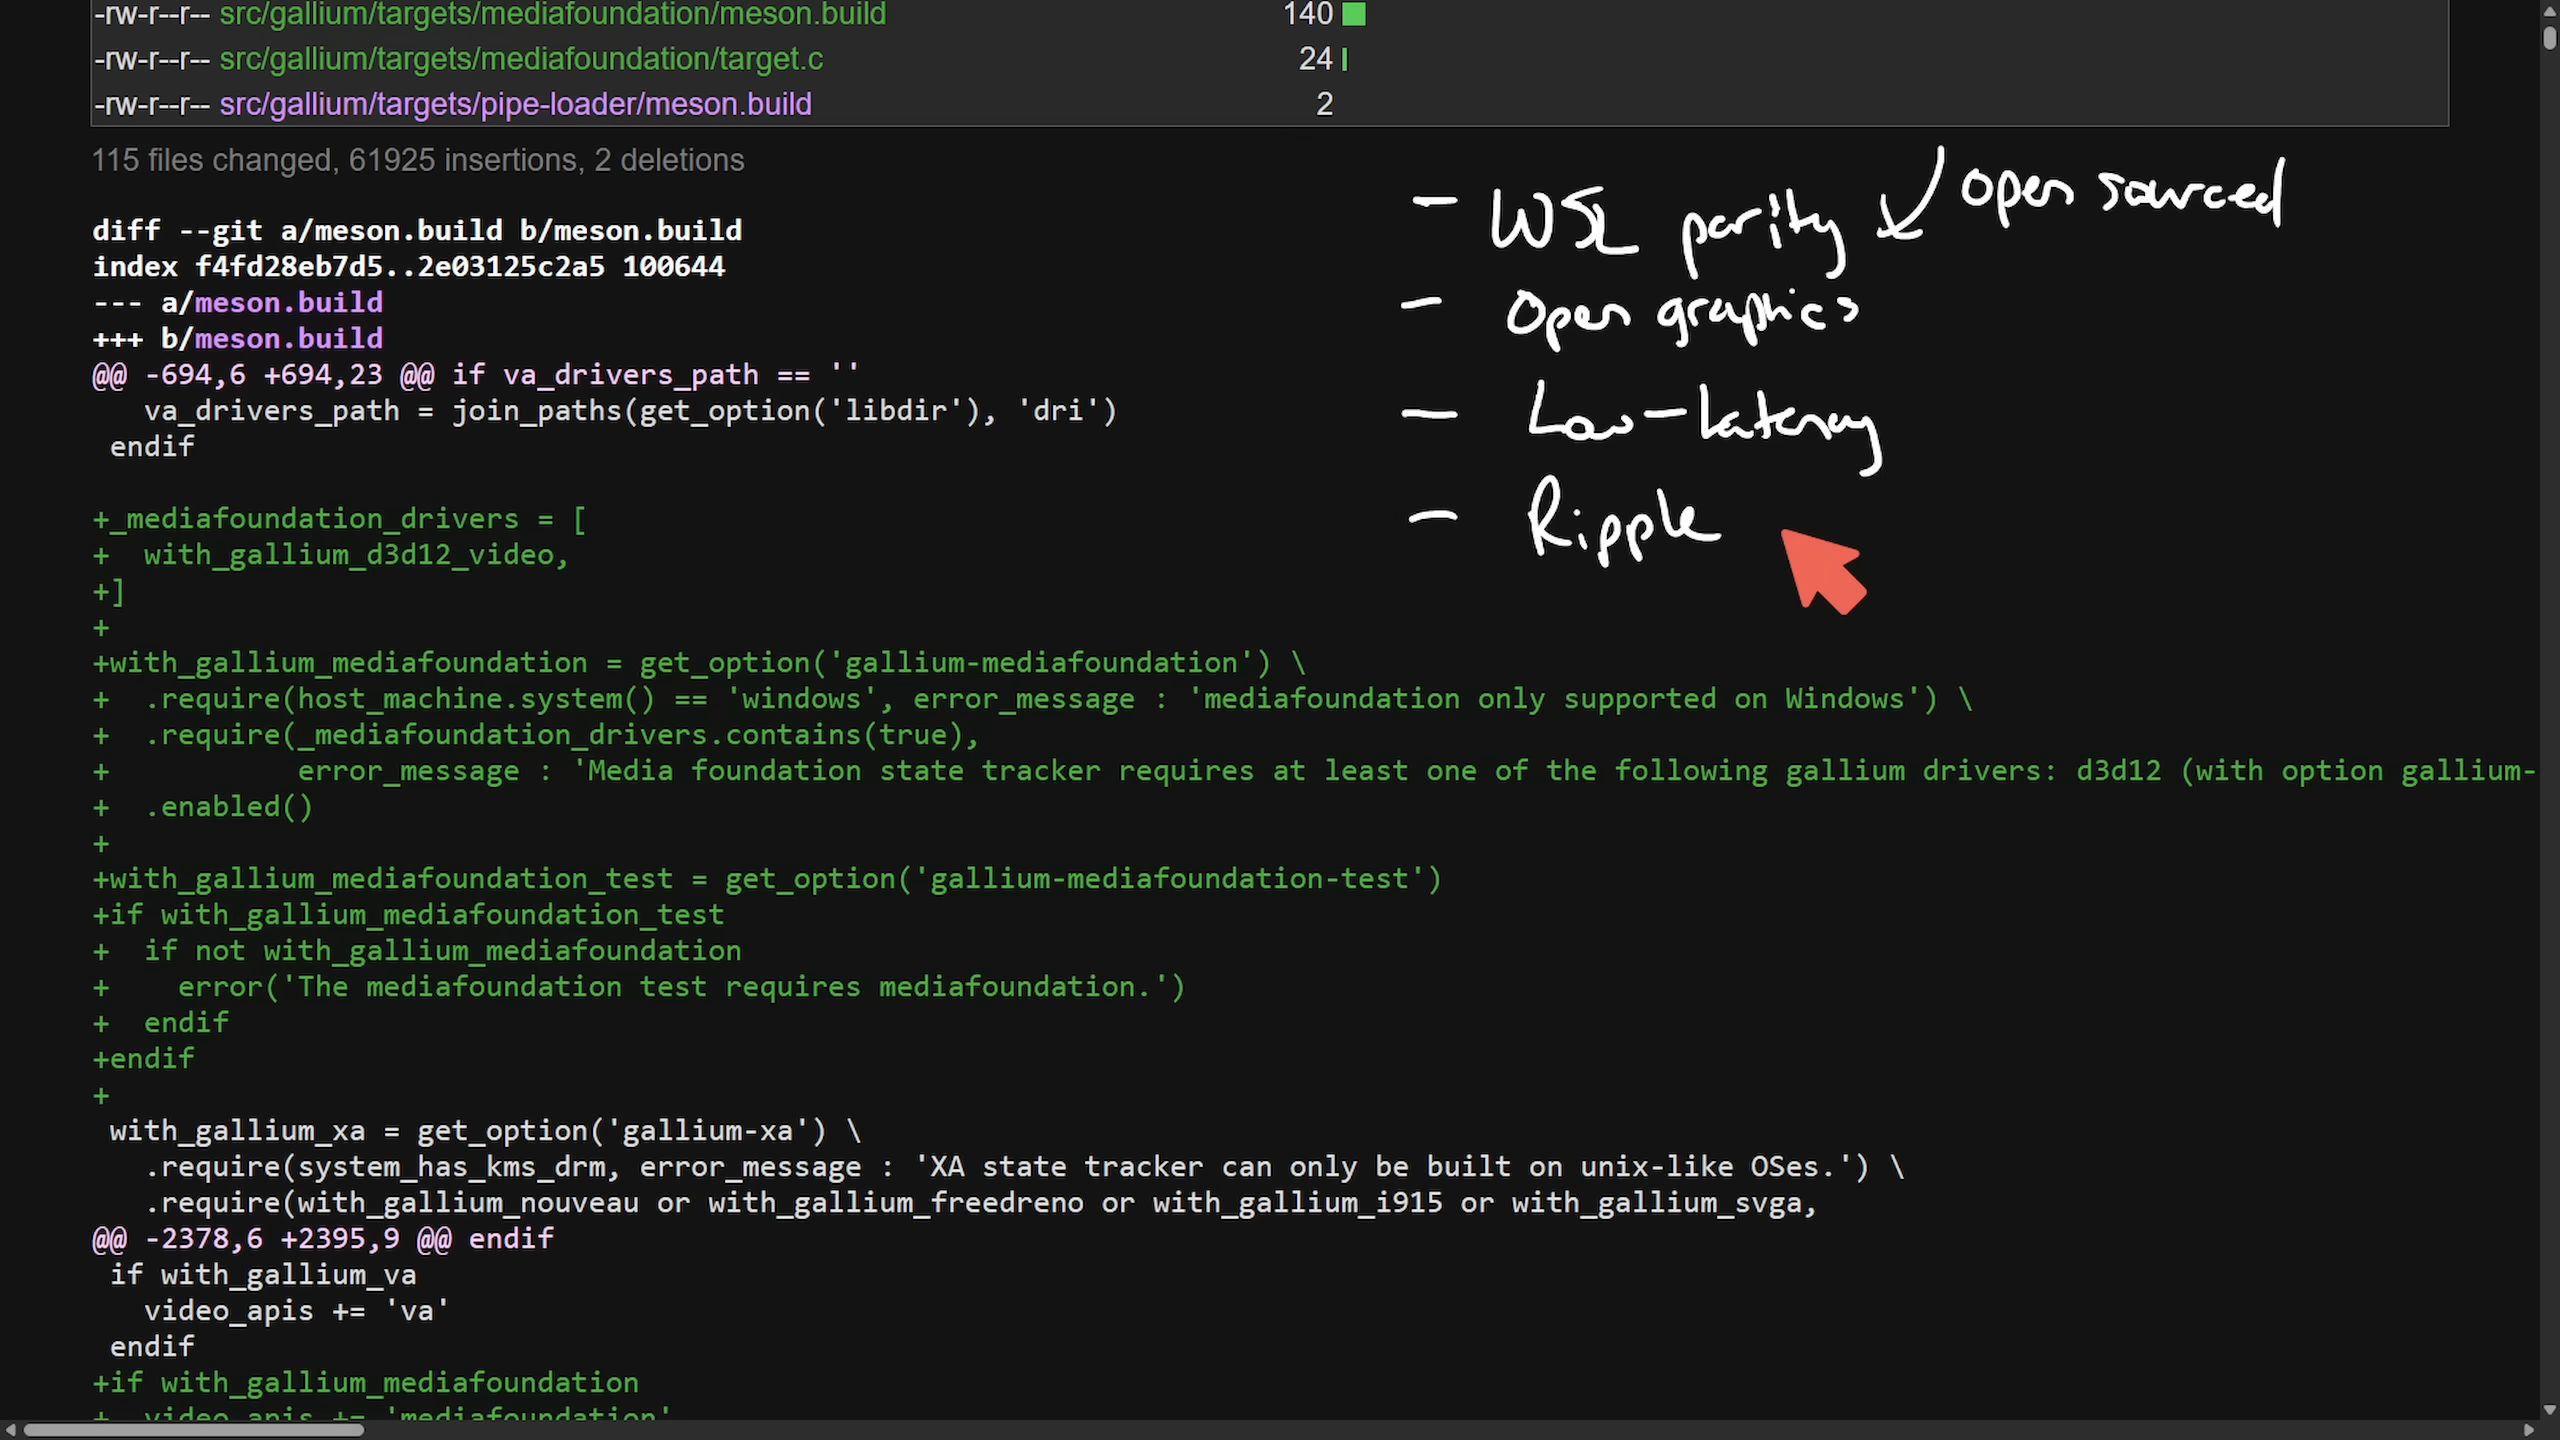 -rw-r--r-- src/gallium/targets/mediafoundation/meson.build 140
-rw-r--r-- src/gallium/targets/mediafoundation/target.c 24
-rw-r--r-- src/gallium/targets/pipe-loader/meson.build 2
115 files changed, 61925 insertions, 2 deletions
- WSL parity
Open sourced
- Open graphics
- Low-latency
- Ripple
diff --git a/meson.build b/meson.build
index f4fd28eb7d5..2e03125c2a5 100644
--- a/meson.build
+++ b/meson.build
@@ -694,6 +694,23 @@ if va_drivers_path == ''
   va_drivers_path = join_paths(get_option('libdir'), 'dri')
 endif
+_mediafoundation_drivers = [
+  with_gallium_d3d12_video,
+]
+
+with_gallium_mediafoundation = get_option('gallium-mediafoundation') \
+  .require(host_machine.system() == 'windows', error_message : 'mediafoundation only supported on Windows') \
+  .require(_mediafoundation_drivers.contains(true),
+           error_message : 'Media foundation state tracker requires at least one of the following gallium drivers: d3d12 (with option gallium-
+  .enabled()
+
+with_gallium_mediafoundation_test = get_option('gallium-mediafoundation-test')
+if with_gallium_mediafoundation_test
+  if not with_gallium_mediafoundation
+    error('The mediafoundation test requires mediafoundation.')
+  endif
+endif
+
 with_gallium_xa = get_option('gallium-xa') \
   .require(system_has_kms_drm, error_message : 'XA state tracker can only be built on unix-like OSes.') \
   .require(with_gallium_nouveau or with_gallium_freedreno or with_gallium_i915 or with_gallium_svga,
@@ -2378,6 +2395,9 @@ endif
 if with_gallium_va
   video_apis += 'va'
 endif
+if with_gallium_mediafoundation
+  video_apis += 'mediafoundation'